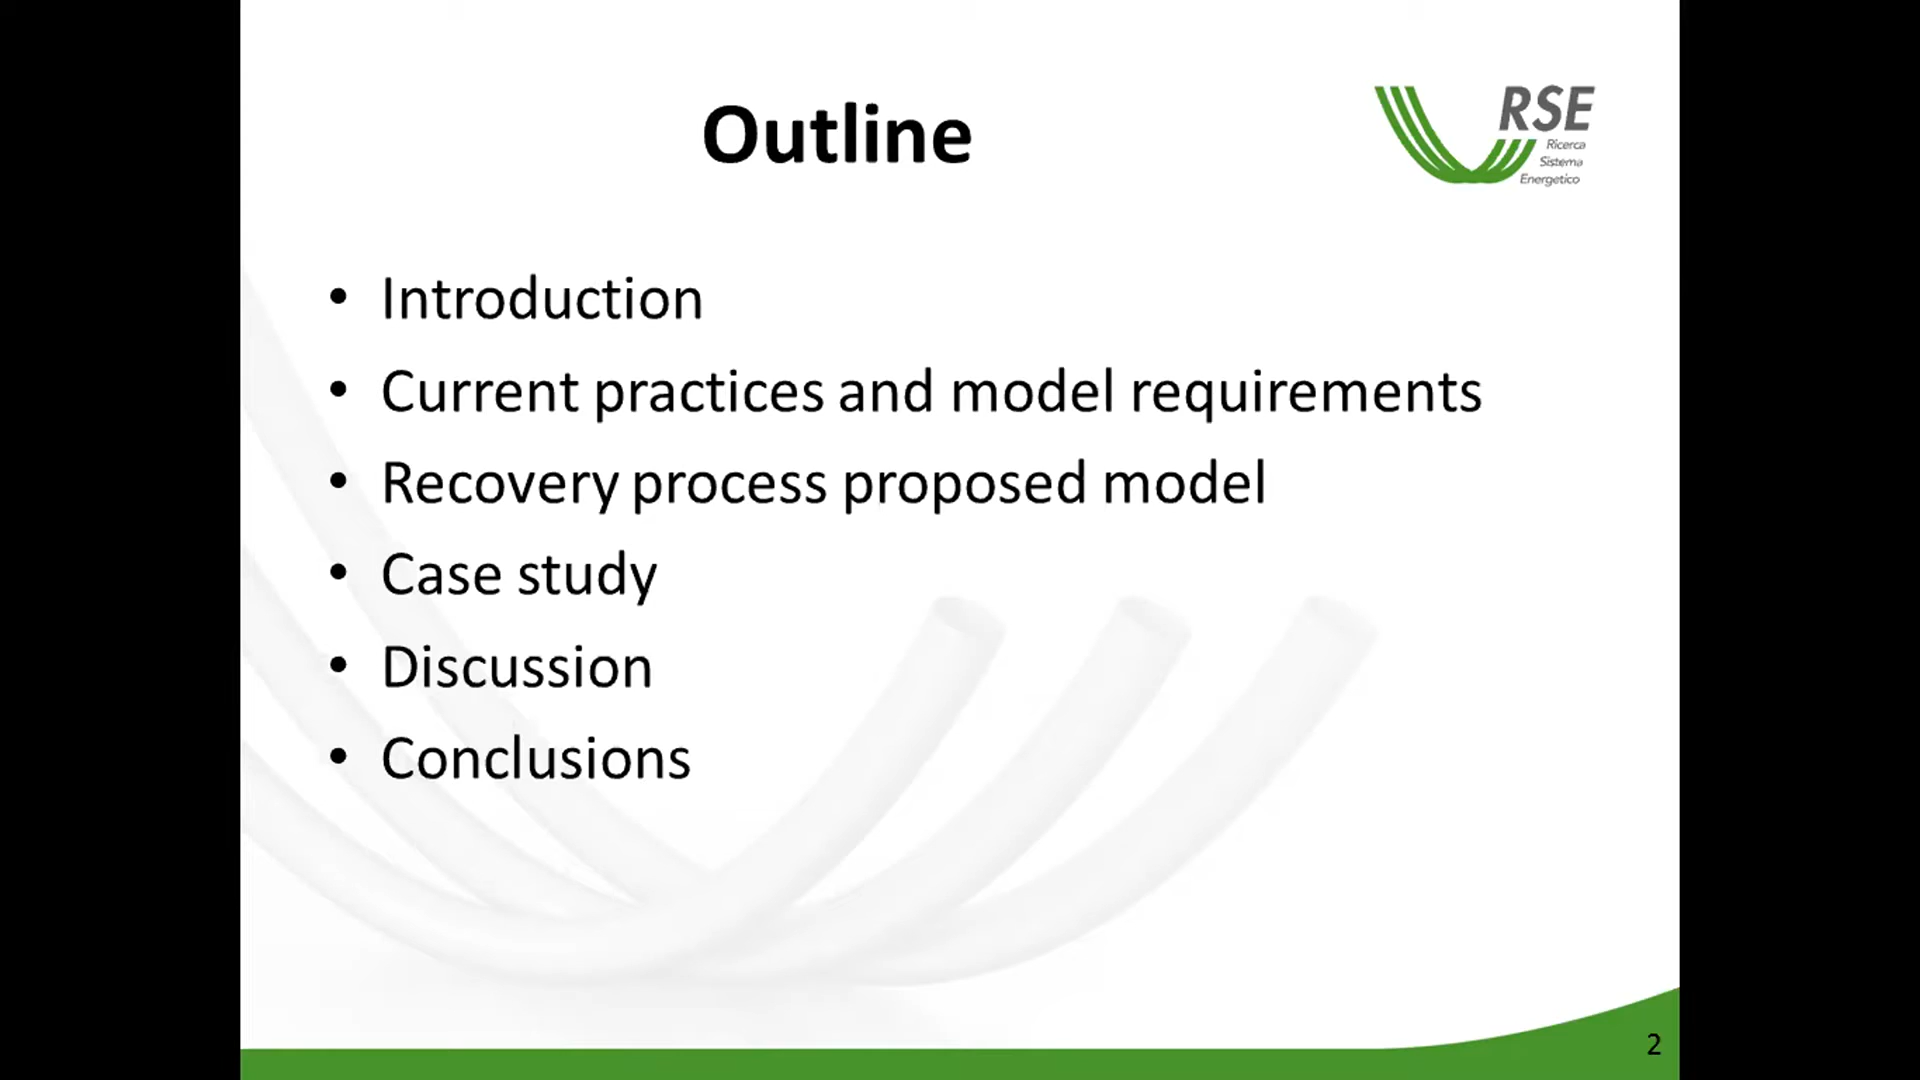 Outline
RSE
Ricerca
Sistema
Energetico
• Introduction
• Current practices and model requirements
• Recovery process proposed model
• Case study
• Discussion
• Conclusions
2